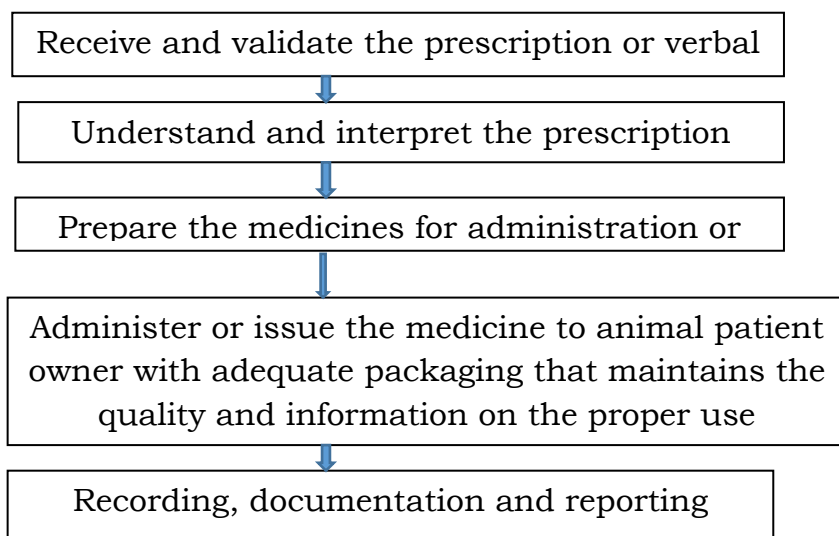 Receive and validate the prescription or verbal
Understand and interpret the prescription
Prepare the medicines for administration or
Administer or issue the medicine to animal patient
owner with adequate packaging that maintains the
quality and information on the proper use
Recording, documentation and reporting